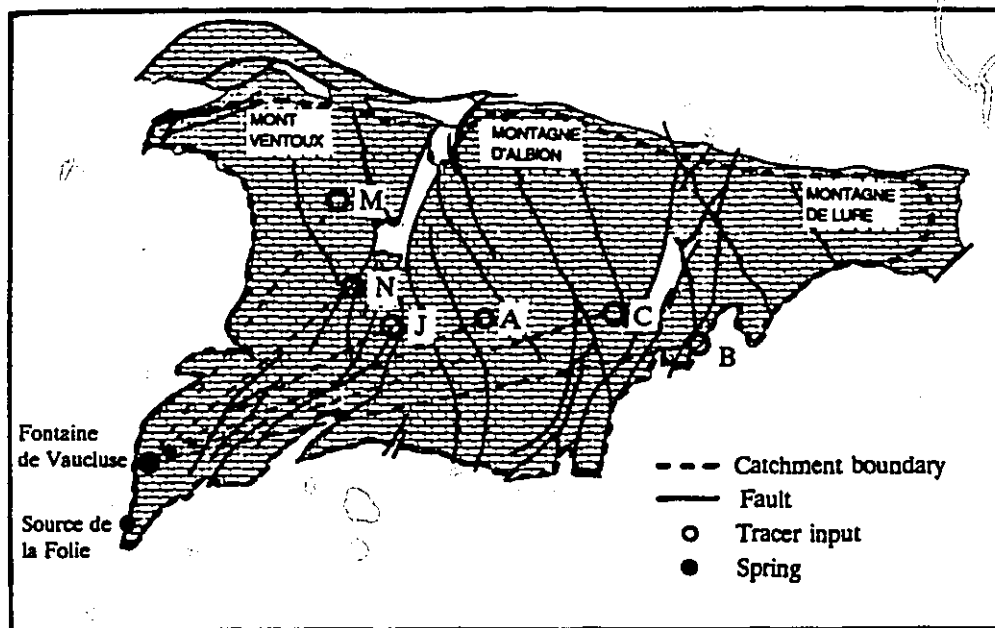 MONT
VENTOUX
MONTAGNE
D'ALBION
MONTAGNE
DE LURE
M
N
J
A
C
B
Fontaine
de Vaucluse
Source de
la Folie
Catchment boundary
Fault
Tracer input
Spring